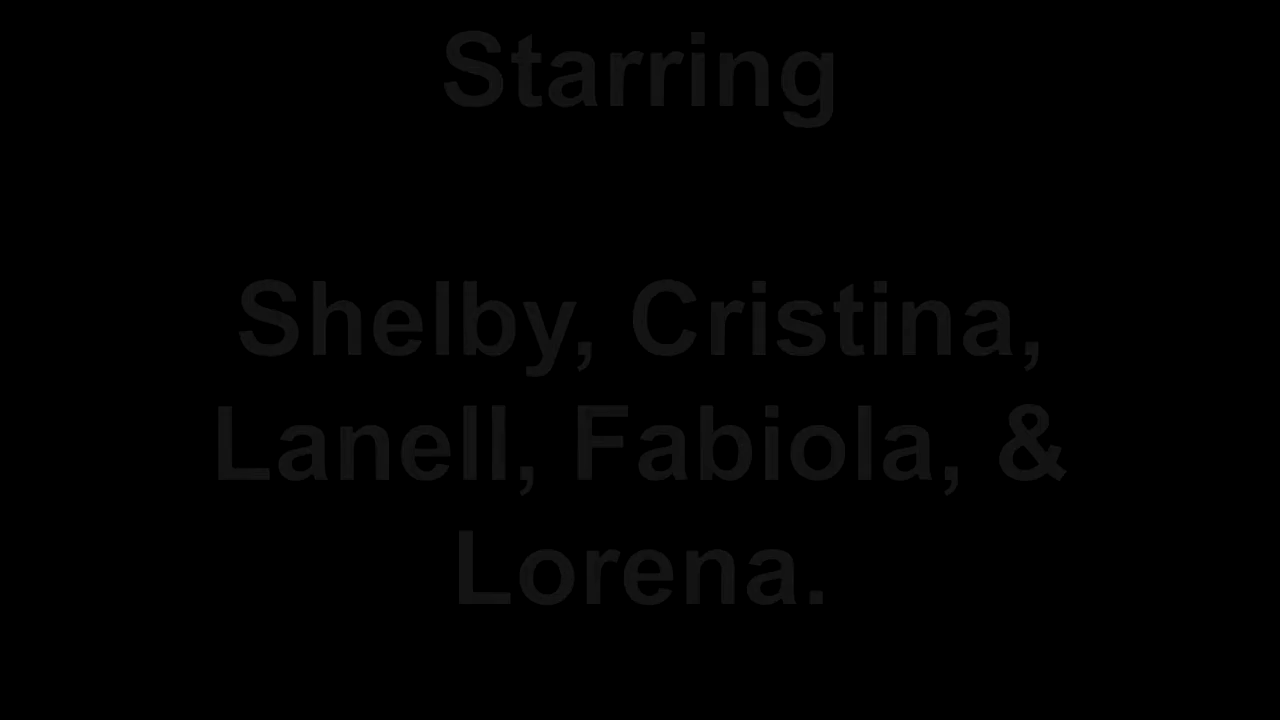 Starring
Shelby, Cristina,
Lanell, Fabiola, &
Lorena.